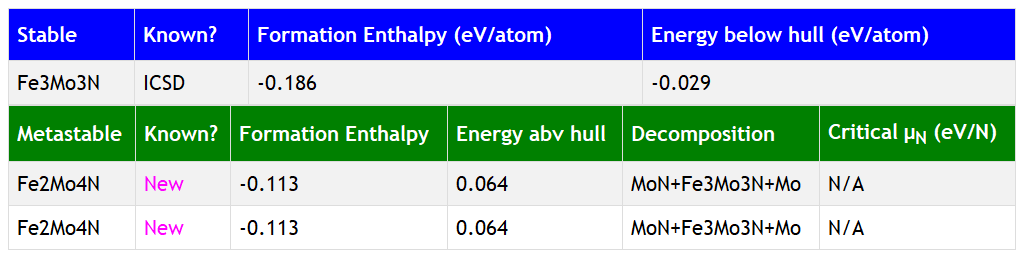 Stable Known? Formation Enthalpy (eV/atom) Energy below hull (eV/atom)
Fe3Mo3N ICSD -0.186 -0.029
Metastable Known? Formation Enthalpy Energy abv hull Decomposition Critical μN (eV/N)
Fe2Mo4N New -0.113 0.064 MoN+Fe3Mo3N+Mo N/A
Fe2Mo4N New -0.113 0.064 MoN+Fe3Mo3N+Mo N/A